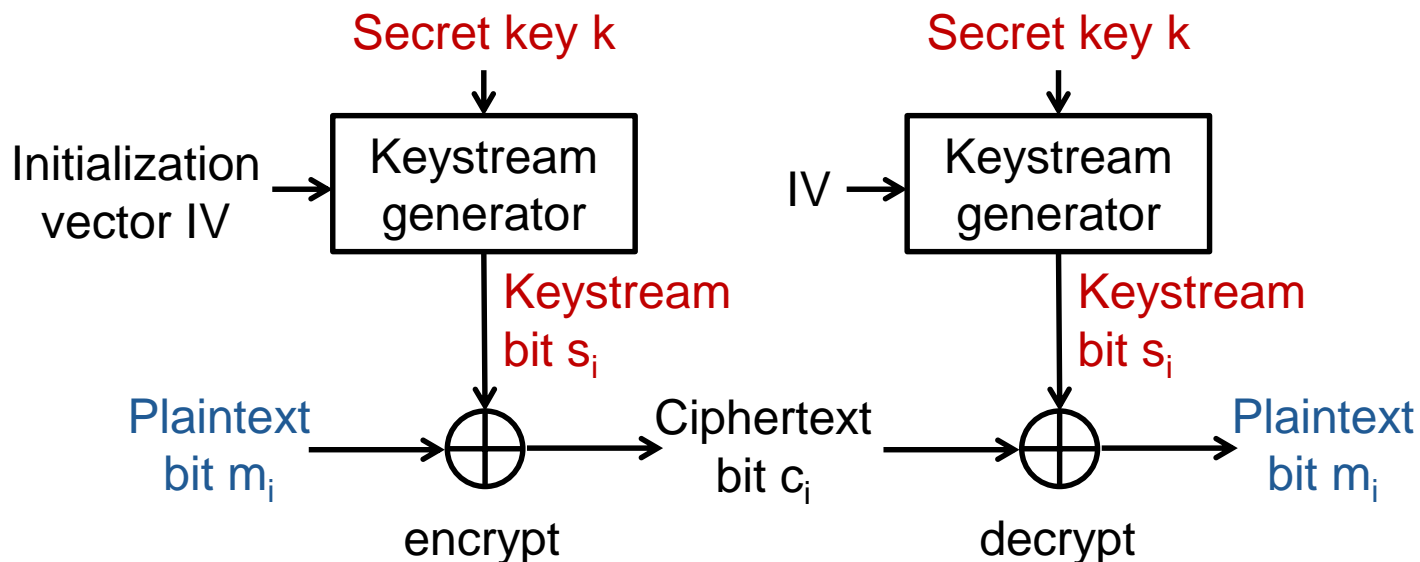 Secret key k
Secret key k
Initialization
vector IV
Keystream
generator
IV
Keystream
generator
Keystream
bit sᵢ
Keystream
bit sᵢ
Plaintext
bit mᵢ
Ciphertext
bit cᵢ
Plaintext
bit mᵢ
encrypt
decrypt